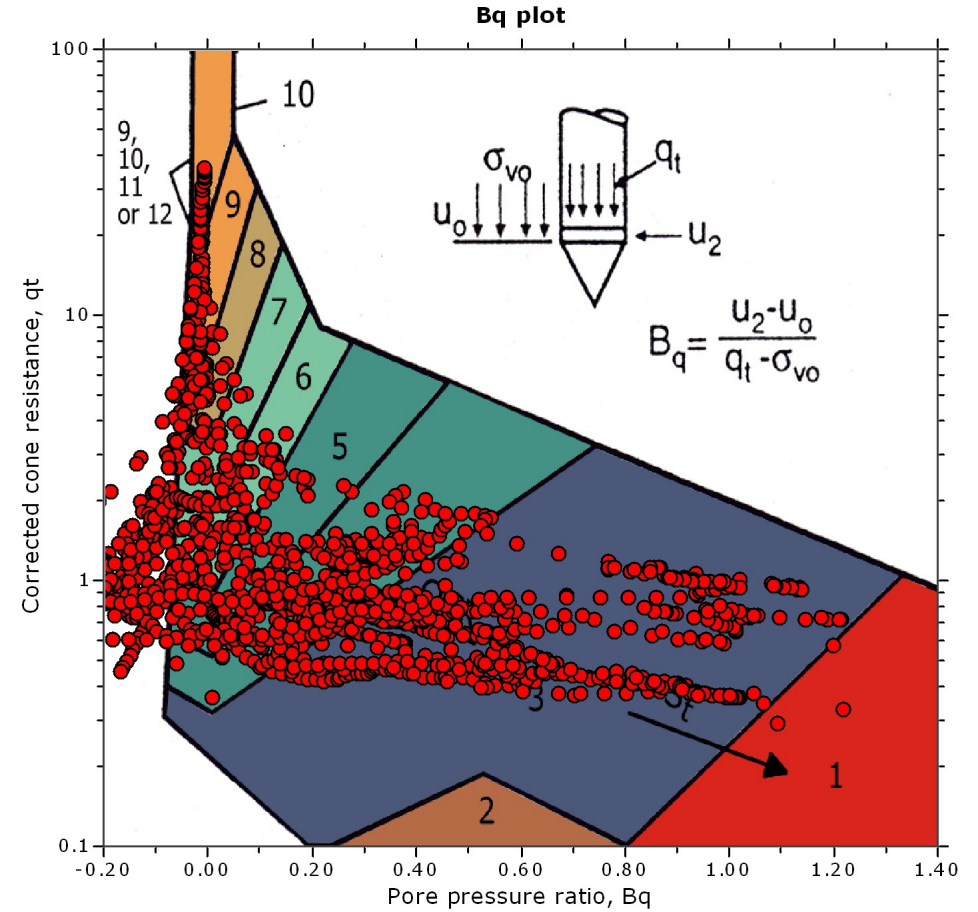 Bq plot
100
10
1
0.1
Corrected cone resistance, qt
10
9,
10,
11
or 12
9
8
7
6
5
3
2
1
σvo
qt
uo
u2
Bq= u2-uo
qt -σvo
-0.20 0.00 0.20 0.40 0.60 0.80 1.00 1.20 1.40
Pore pressure ratio, Bq